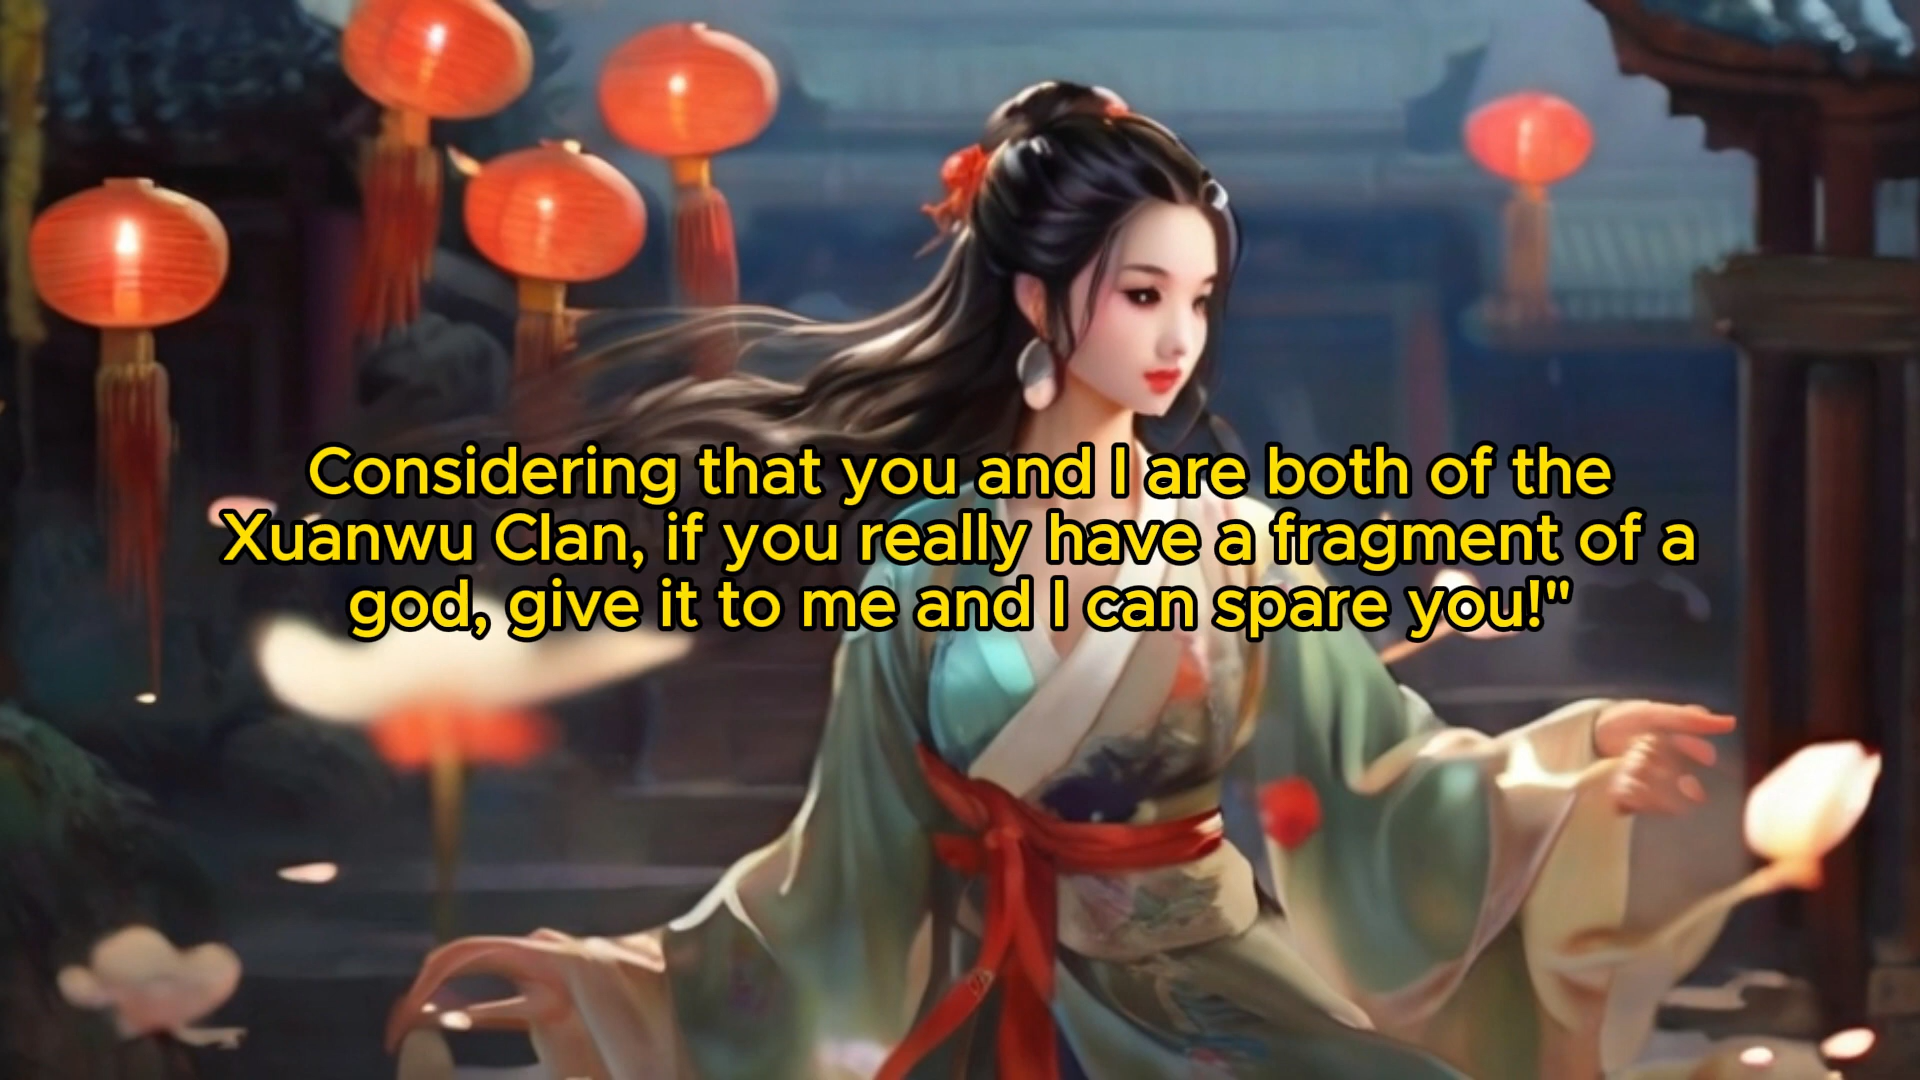 Considering that you and I are both of the
Xuanwu Clan, if you really have a fragment of a
god, give it to me and I can spare you!"